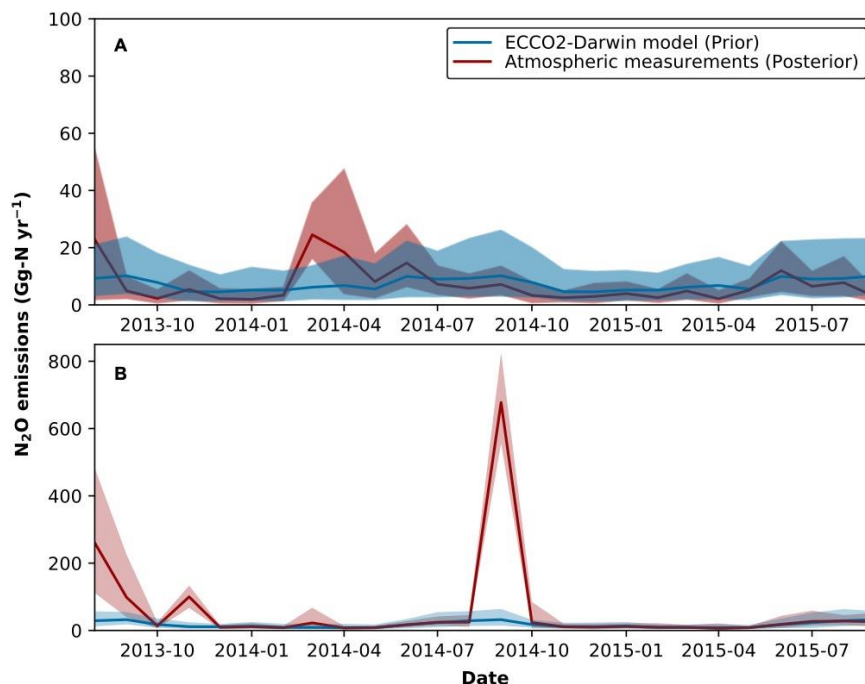 100
A
ECCO2-Darwin model (Prior)
Atmospheric measurements (Posterior)
80
60
40
20
0
2013-10 2014-01 2014-04 2014-07 2014-10 2015-01 2015-04 2015-07
N₂O emissions (Gg-N yr⁻¹)
B
800
600
400
200
0
2013-10 2014-01 2014-04 2014-07 2014-10 2015-01 2015-04 2015-07
Date